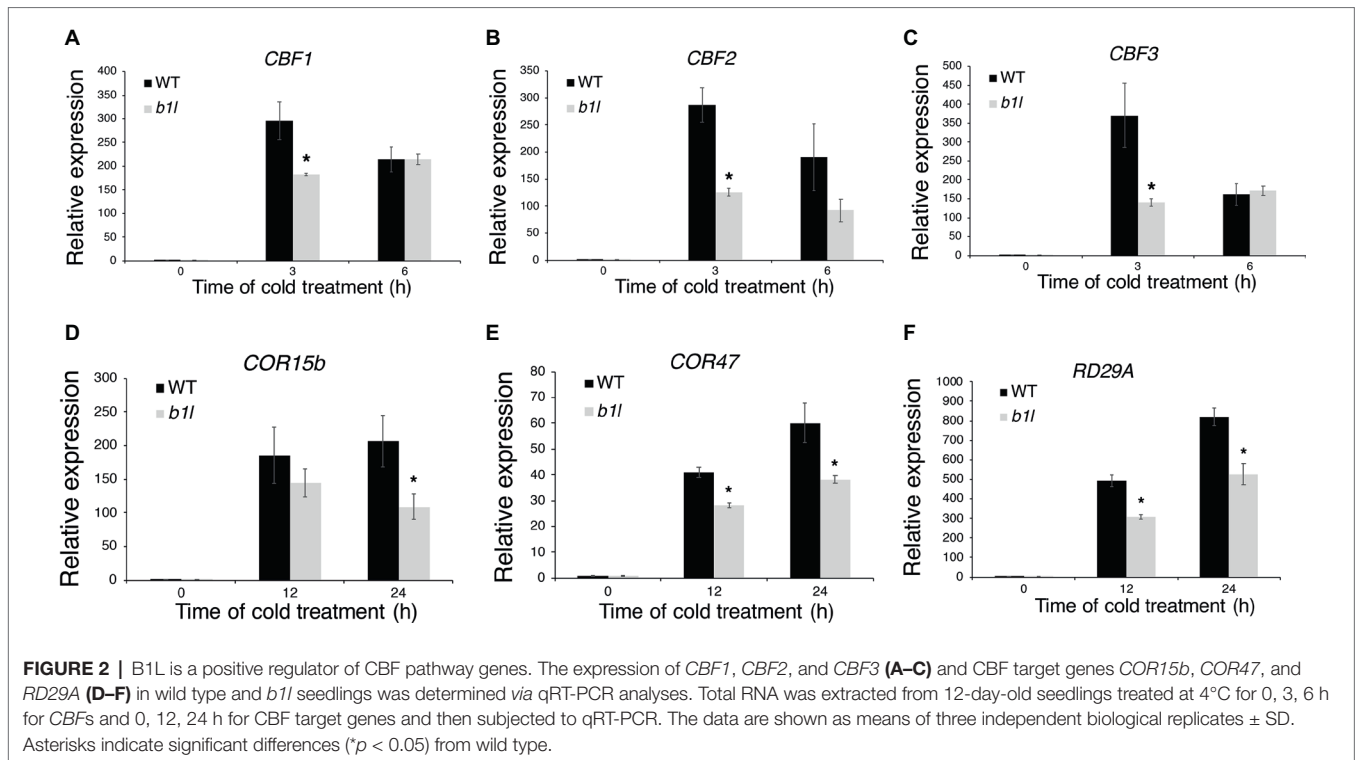 A
CBF1
Relative expression
400
350
300
250
200
150
100
50
0
WT
b1l
*
0
3
6
Time of cold treatment (h)
B
CBF2
Relative expression
350
300
250
200
150
100
50
0
WT
b1l
*
0
3
6
Time of cold treatment (h)
C
CBF3
Relative expression
500
450
400
350
300
250
200
150
100
50
0
WT
b1l
*
0
3
6
Time of cold treatment (h)
D
COR15b
Relative expression
300
250
200
150
100
50
0
WT
b1l
*
0
12
24
Time of cold treatment (h)
E
COR47
Relative expression
80
70
60
50
40
30
20
10
0
WT
b1l
*
*
0
12
24
Time of cold treatment (h)
F
RD29A
Relative expression
1000
900
800
700
600
500
400
300
200
100
0
WT
b1l
*
*
0
12
24
Time of cold treatment (h)
FIGURE 2 | B1L is a positive regulator of CBF pathway genes. The expression of CBF1, CBF2, and CBF3 (A–C) and CBF target genes COR15b, COR47, and
RD29A (D–F) in wild type and b1l seedlings was determined via qRT-PCR analyses. Total RNA was extracted from 12-day-old seedlings treated at 4°C for 0, 3, 6 h
for CBFs and 0, 12, 24 h for CBF target genes and then subjected to qRT-PCR. The data are shown as means of three independent biological replicates ± SD.
Asterisks indicate significant differences (*p < 0.05) from wild type.